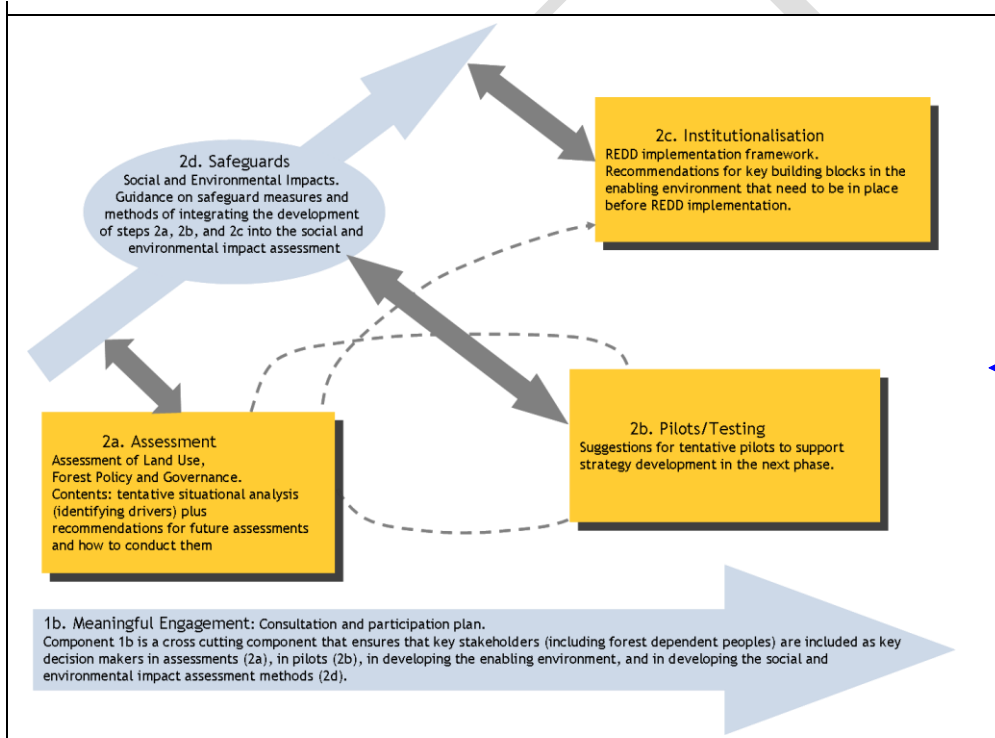 2d. Safeguards
Social and Environmental Impacts.
Guidance on safeguard measures and
methods of integrating the development
of steps 2a, 2b, and 2c into the social and
environmental impact assessment
2c. Institutionalisation
REDD implementation framework.
Recommendations for key building blocks in the
enabling environment that need to be in place
before REDD implementation.
2a. Assessment
Assessment of Land Use,
Forest Policy and Governance.
Contents: tentative situational analysis
(identifying drivers) plus
recommendations for future assessments
and how to conduct them
2b. Pilots/Testing
Suggestions for tentative pilots to support
strategy development in the next phase.
1b. Meaningful Engagement: Consultation and participation plan.
Component 1b is a cross cutting component that ensures that key stakeholders (including forest dependent peoples) are included as key
decision makers in assessments (2a), in pilots (2b), in developing the enabling environment, and in developing the social and
environmental impact assessment methods (2d).